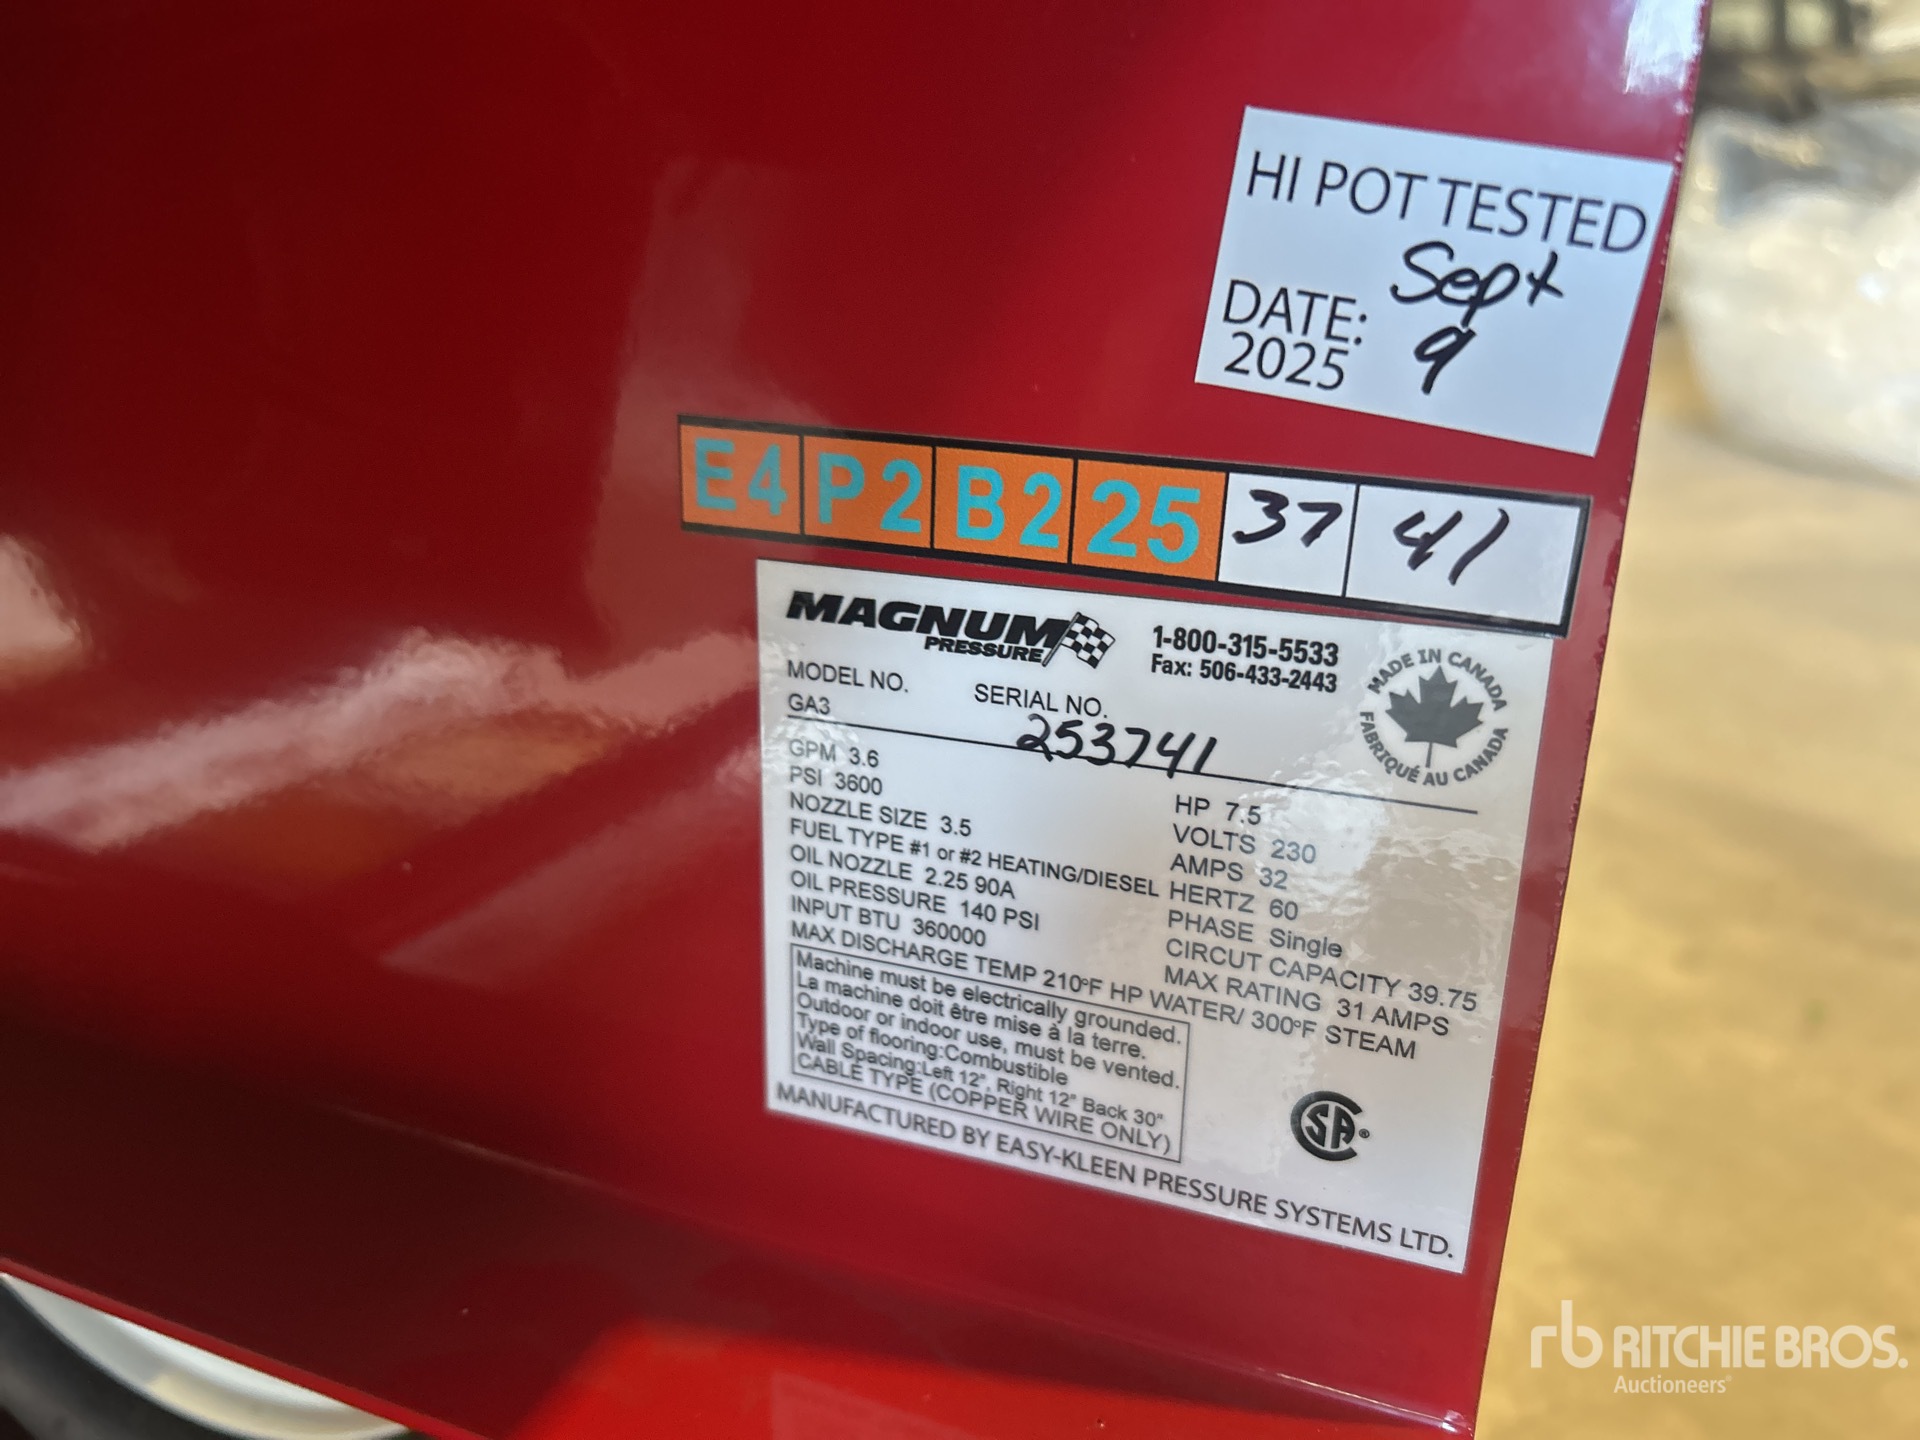 HI POT TESTED
Sept
DATE:
2025
9
E4 P2 B2 25 37 41
MAGNUM
PRESSURE
1-800-315-5533
Fax: 506-433-2443
MADE IN CANADA
FABRIQUÉ AU CANADA
MODEL NO.
GA3
SERIAL NO.
253741
GPM 3.6
PSI 3600
NOZZLE SIZE 3.5
FUEL TYPE #1 or #2 HEATING/DIESEL
OIL NOZZLE 2.25 90A
OIL PRESSURE 140 PSI
INPUT BTU 360000
MAX DISCHARGE TEMP 210°F HP WATER/ 300°F STEAM
HP 7.5
VOLTS 230
AMPS 32
HERTZ 60
PHASE Single
CIRCUT CAPACITY 39.75
MAX RATING 31 AMPS
Machine must be electrically grounded.
La machine doit être mise à la terre.
Outdoor or indoor use, must be vented.
Type of flooring:Combustible
Wall Spacing:Left 12", Right 12" Back 30"
CABLE TYPE (COPPER WIRE ONLY)
CSA®
MANUFACTURED BY EASY-KLEEN PRESSURE SYSTEMS LTD.
rb RITCHIE BROS.
Auctioneers